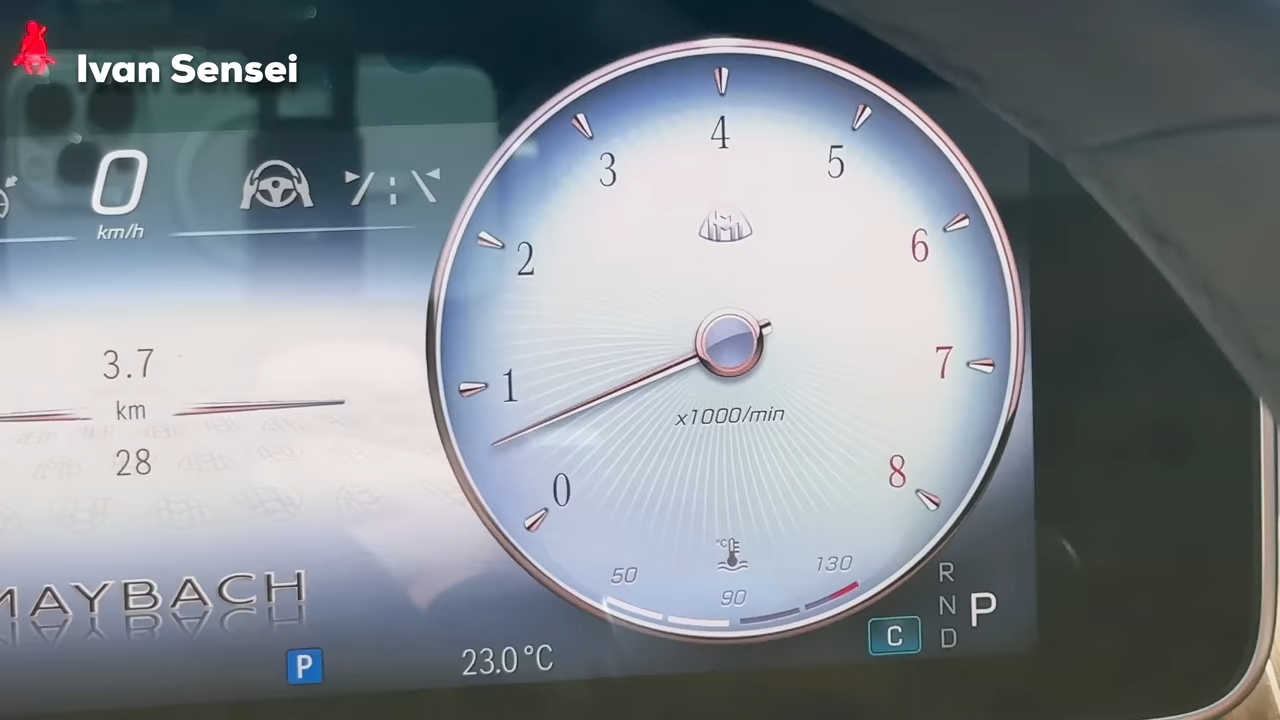 Ivan Sensei
0
km/h
3.7
km
28
MAYBACH
P
23.0°C
0
1
2
3
4
5
6
7
8
x1000/min
°C
50
90
130
C
R
N
D
P